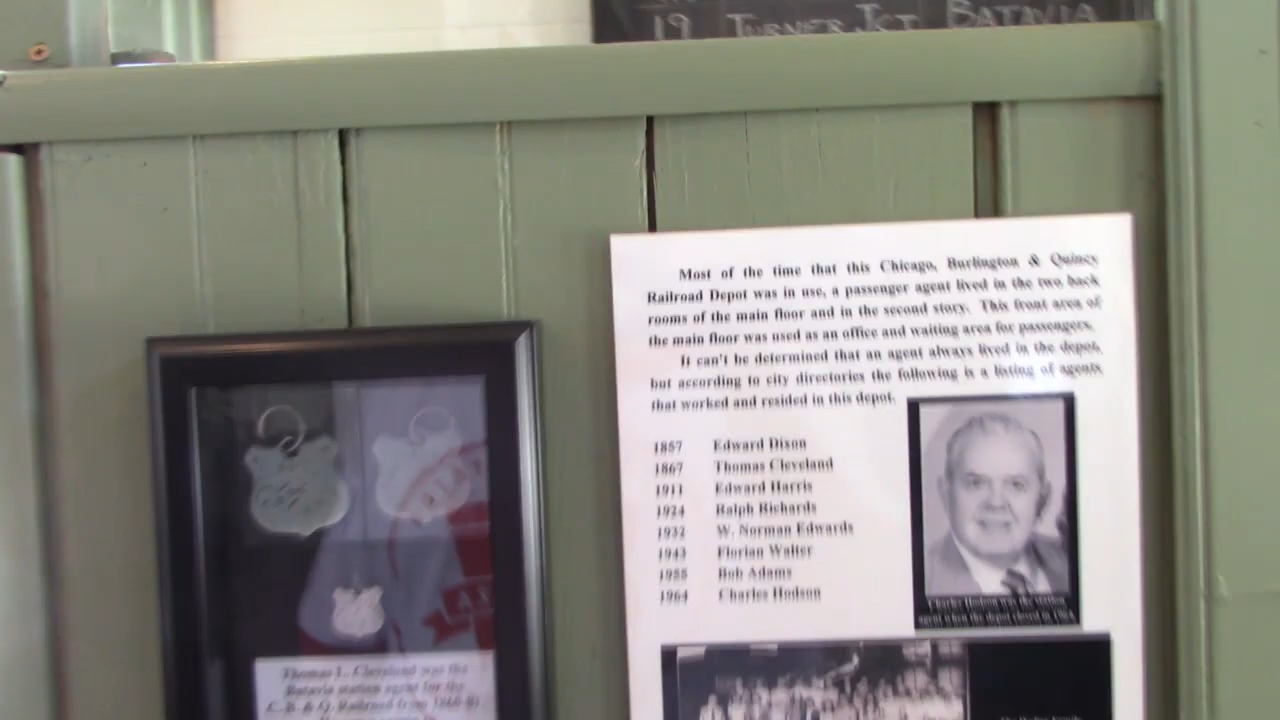 19 TURNER JCT. BATAVIA
Most of the time that this Chicago, Burlington & Quincy
Railroad Depot was in use, a passenger agent lived in the two back
rooms of the main floor and in the second story. This front area of
the main floor was used as an office and waiting area for passengers.
It can't be determined that an agent always lived in the depot,
but according to city directories the following is a listing of agents
that worked and resided in this depot.
1857 Edward Dixon
1867 Thomas Cleveland
1911 Edward Harris
1924 Ralph Richards
1932 W. Norman Edwards
1943 Florian Walter
1955 Bob Adams
1964 Charles Hodson
Charles Hodson was the station
agent when the depot closed in
Thomas L. Cleveland was the
Batavia station agent for the
C. B. & Q. Railroad from